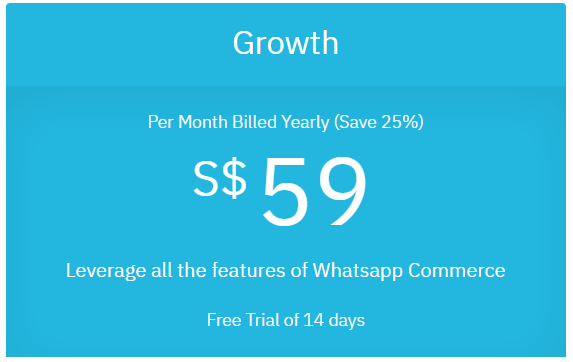 Growth
Per Month Billed Yearly (Save 25%)
S$ 59
Leverage all the features of Whatsapp Commerce
Free Trial of 14 days